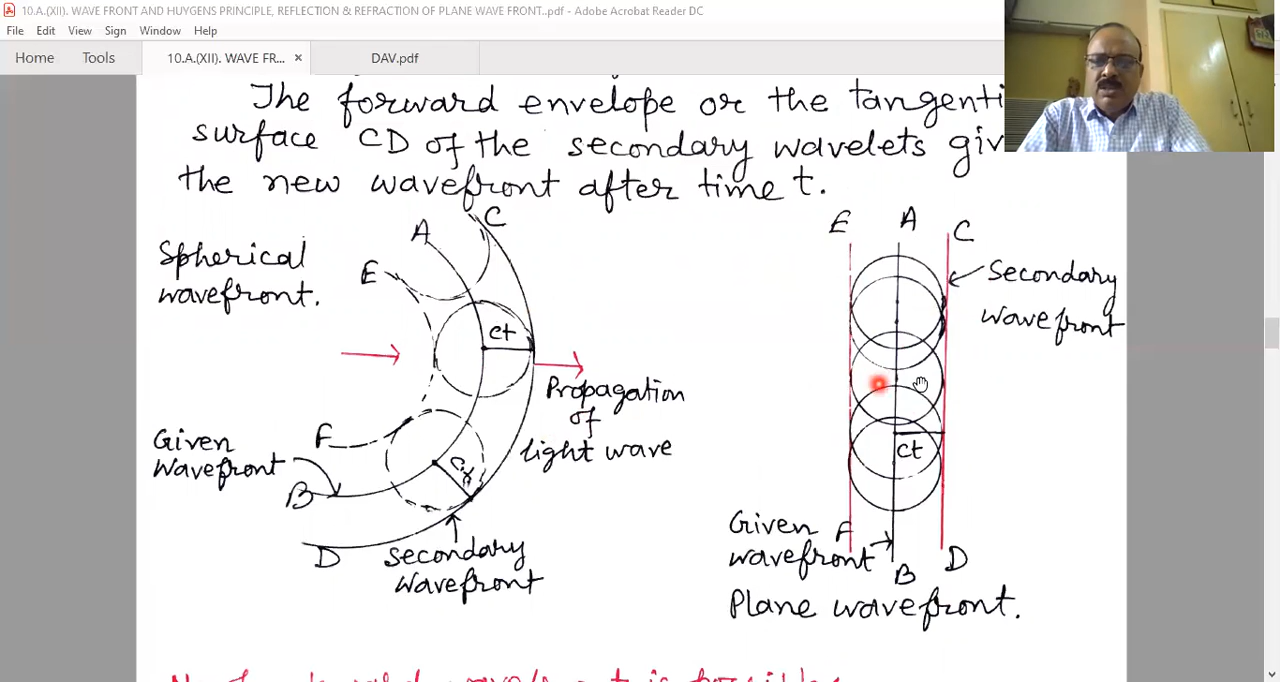 10.A.(XII). WAVE FRONT AND HUYGENS PRINCIPLE, REFLECTION & REFRACTION OF PLANE WAVE FRONT..pdf - Adobe Acrobat Reader DC
File Edit View Sign Window Help
Home Tools 10.A.(XII). WAVE FR... × DAV.pdf
The forward envelope or the tangenti
surface CD of the secondary wavelets giv
the new wavefront after time t.
Spherical
wavefront.
A
C
E
ct
Propagation
of
light wave
F
Given
wavefront
B
ct
D
Secondary
wavefront
E
A
C
Secondary
wavefront
ct
Given
wavefront
F
B
D
Plane wavefront.